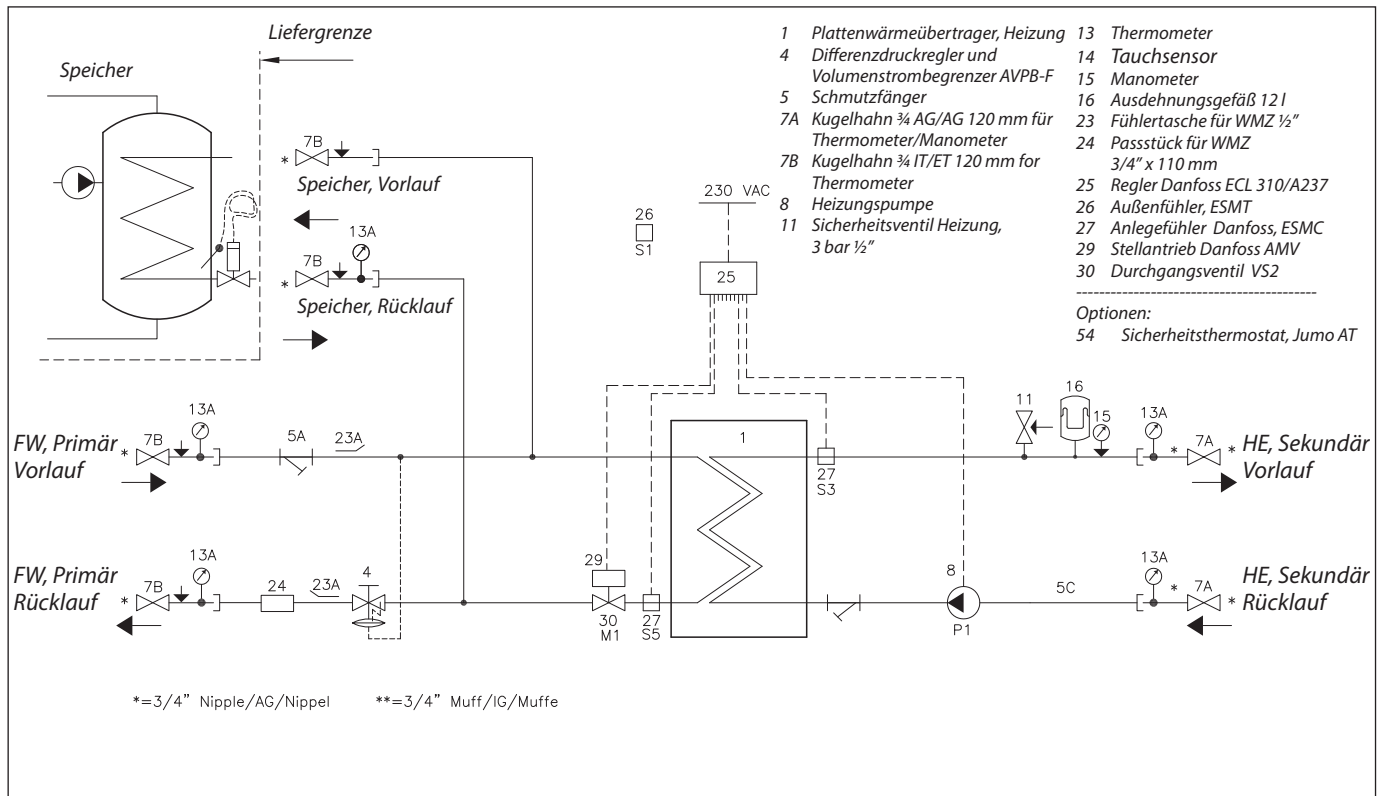 Liefergrenze
Speicher
* 7B
Speicher, Vorlauf
13A
* 7B
Speicher, Rücklauf
1 Plattenwärmeübertrager, Heizung
4 Differenzdruckregler und
Volumenstrombegrenzer AVPB-F
5 Schmutzfänger
7A Kugelhahn ¾ AG/AG 120 mm für
Thermometer/Manometer
7B Kugelhahn ¾ IT/ET 120 mm for
Thermometer
8 Heizungspumpe
11 Sicherheitsventil Heizung,
3 bar ½"
13 Thermometer
14 Tauchsensor
15 Manometer
16 Ausdehnungsgefäß 12 l
23 Fühlertasche für WMZ ½"
24 Passstück für WMZ
3/4" x 110 mm
25 Regler Danfoss ECL 310/A237
26 Außenfühler, ESMT
27 Anlegefühler Danfoss, ESMC
29 Stellantrieb Danfoss AMV
30 Durchgangsventil VS2
Optionen:
54 Sicherheitsthermostat, Jumo AT
230 VAC
26
S1
25
FW, Primär
Vorlauf
* 7B
13A
5A
23A
1
27
S3
11
16
15
13A
* 7A *
HE, Sekundär
Vorlauf
FW, Primär
Rücklauf
* 7B
13A
24
23A
4
29
30
M1
27
S5
8
P1
5C
13A
* 7A *
HE, Sekundär
Rücklauf
*=3/4" Nipple/AG/Nippel **=3/4" Muff/IG/Muffe